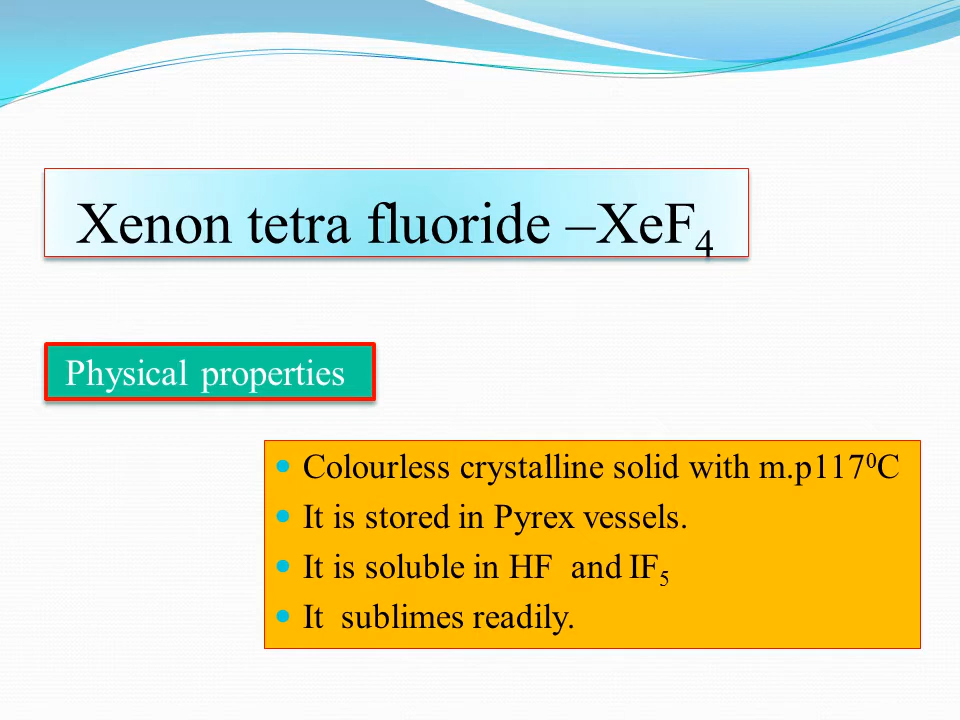 Xenon tetra fluoride –XeF₄
Physical properties
Colourless crystalline solid with m.p117⁰C
It is stored in Pyrex vessels.
It is soluble in HF and IF₅
It sublimes readily.